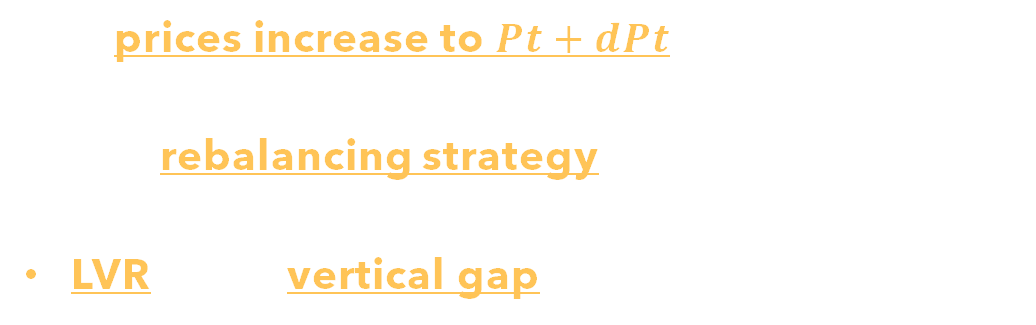 prices increase to Pt + dPt
rebalancing strategy
• LVR vertical gap